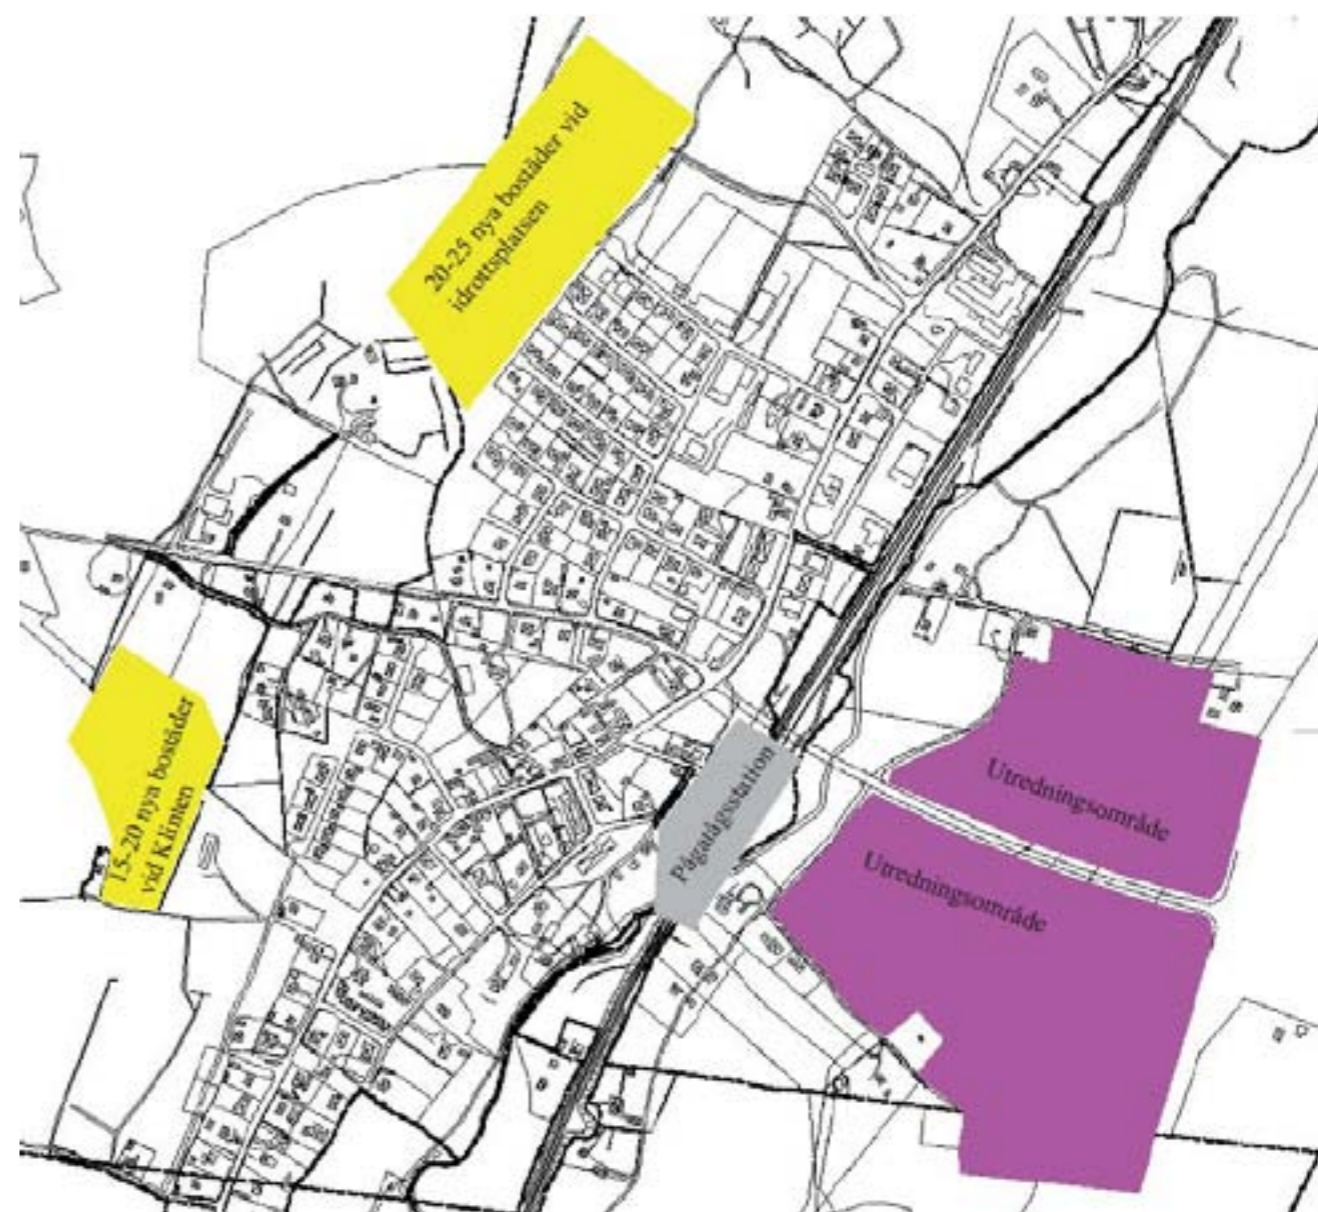 20-25 nya bostäder vid
idrottsplatsen
15-20 nya bostäder
vid Klinten
Pågatågsstation
Utredningsområde
Utredningsområde